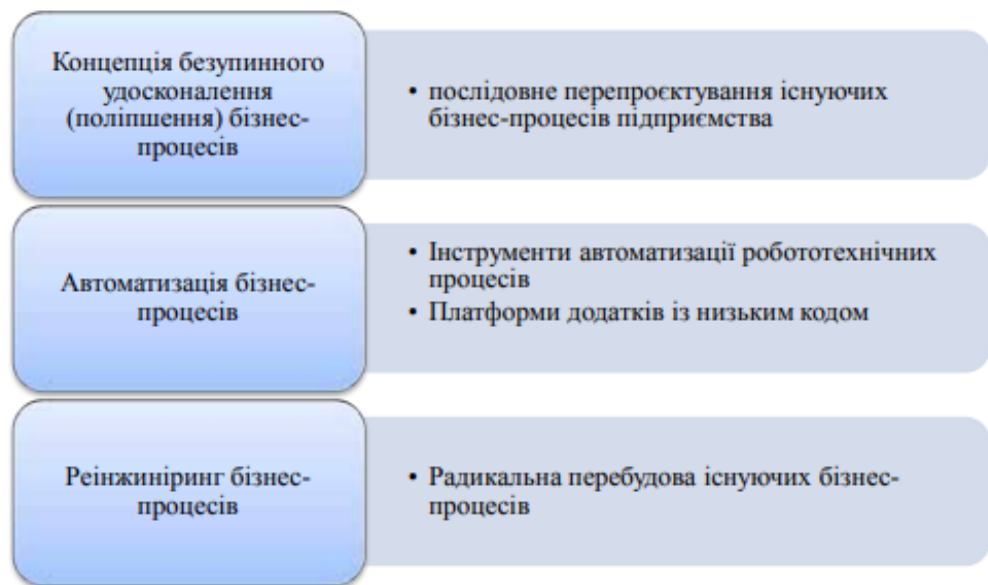 Концепція безупинного
удосконалення
(поліпшення) бізнес-
процесів
• послідовне перепроєктування існуючих
бізнес-процесів підприємства
Автоматизація бізнес-
процесів
• Інструменти автоматизації робототехнічних
процесів
• Платформи додатків із низьким кодом
Реінжиніринг бізнес-
процесів
• Радикальна перебудова існуючих бізнес-
процесів